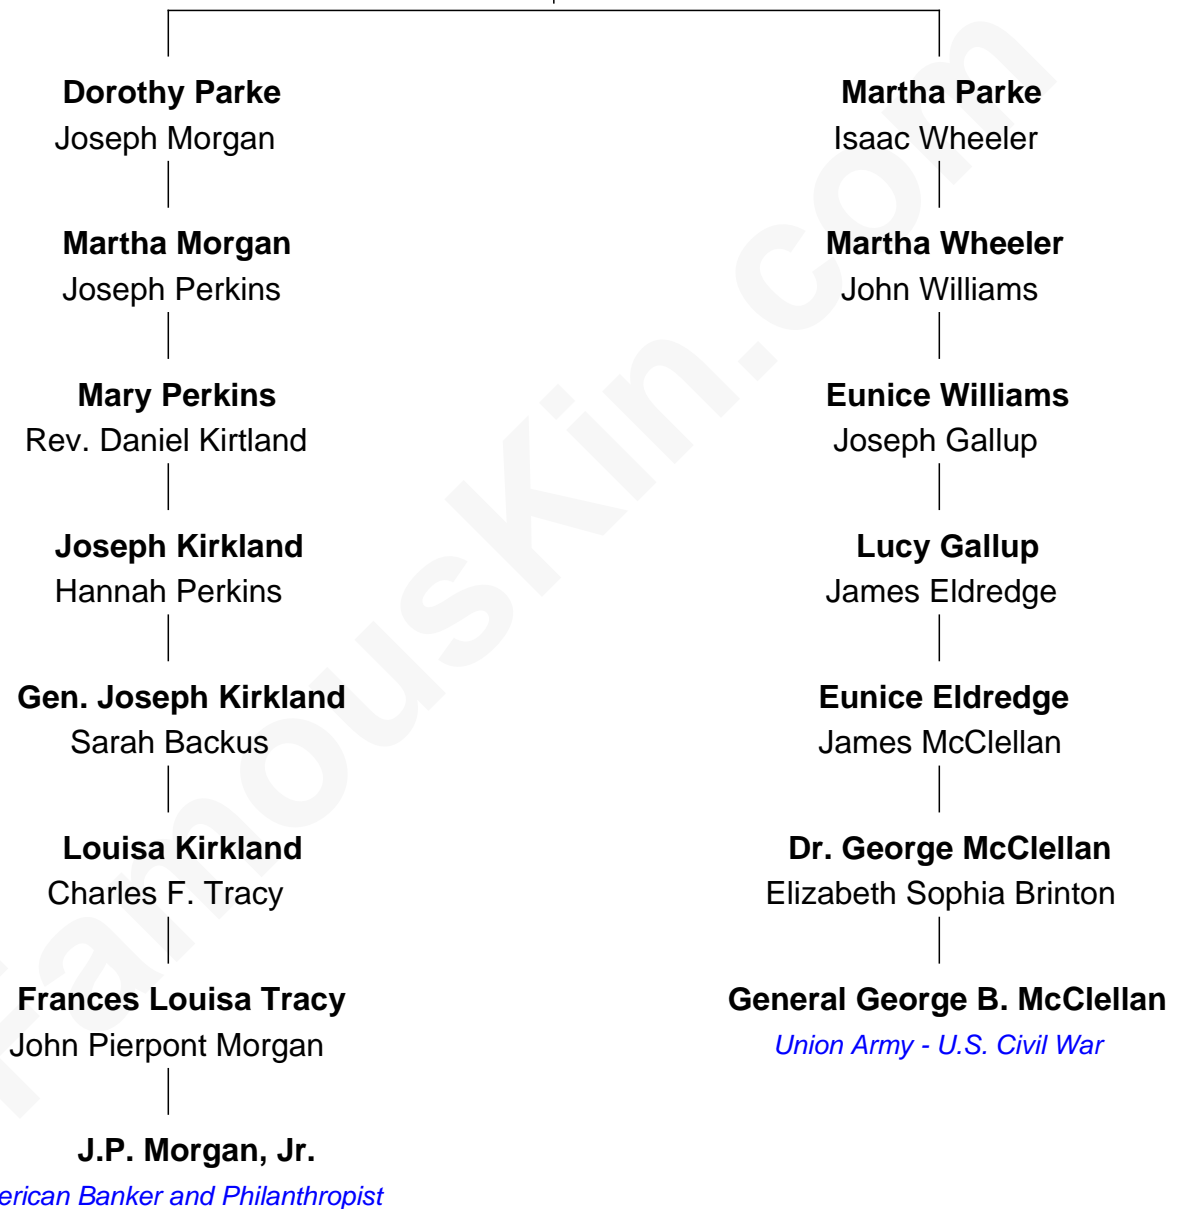 Dorothy Parke
Joseph Morgan
Martha Morgan
Joseph Perkins
Mary Perkins
Rev. Daniel Kirtland
Joseph Kirkland
Hannah Perkins
Gen. Joseph Kirkland
Sarah Backus
Louisa Kirkland
Charles F. Tracy
Frances Louisa Tracy
John Pierpont Morgan
J.P. Morgan, Jr.
erican Banker and Philanthropist
Martha Parke
Isaac Wheeler
Martha Wheeler
John Williams
Eunice Williams
Joseph Gallup
Lucy Gallup
James Eldredge
Eunice Eldredge
James McClellan
Dr. George McClellan
Elizabeth Sophia Brinton
General George B. McClellan
Union Army - U.S. Civil War
FamousKin.com